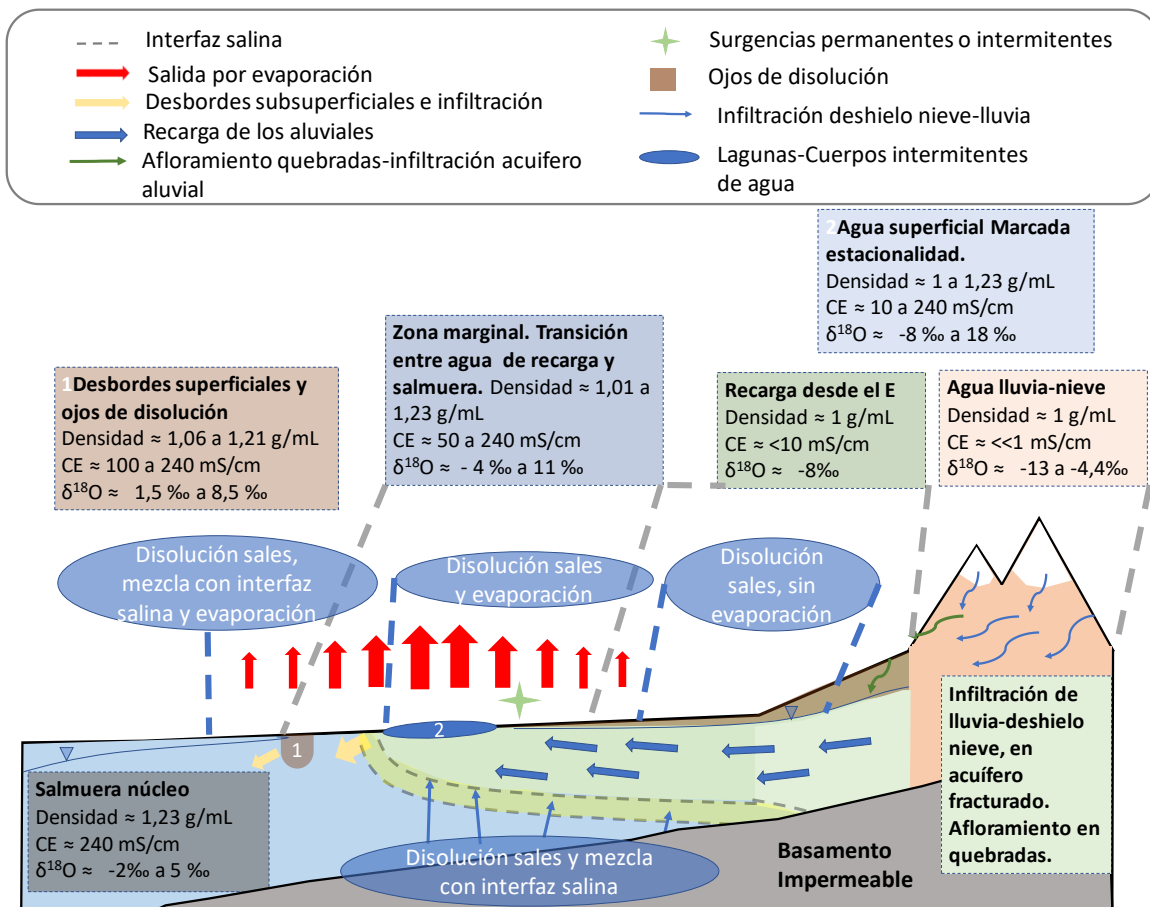 Interfaz salina
Salida por evaporación
Desbordes subsuperficiales e infiltración
Recarga de los aluviales
Afloramiento quebradas-infiltración acuifero
aluvial
Surgencias permanentes o intermitentes
Ojos de disolución
Infiltración deshielo nieve-lluvia
Lagunas-Cuerpos intermitentes
de agua
2Agua superficial Marcada
estacionalidad.
Densidad ≈ 1 a 1,23 g/mL
CE ≈ 10 a 240 mS/cm
δ¹⁸O ≈ -8 ‰ a 18 ‰
Zona marginal. Transición
entre agua de recarga y
salmuera. Densidad ≈ 1,01 a
1,23 g/mL
CE ≈ 50 a 240 mS/cm
δ¹⁸O ≈ - 4 ‰ a 11 ‰
1Desbordes superficiales y
ojos de disolución
Densidad ≈ 1,06 a 1,21 g/mL
CE ≈ 100 a 240 mS/cm
δ¹⁸O ≈ 1,5 ‰ a 8,5 ‰
Recarga desde el E
Densidad ≈ 1 g/mL
CE ≈ <10 mS/cm
δ¹⁸O ≈ -8‰
Agua lluvia-nieve
Densidad ≈ 1 g/mL
CE ≈ <<1 mS/cm
δ¹⁸O ≈ -13 a -4,4‰
Disolución sales,
mezcla con interfaz
salina y evaporación
Disolución sales
y evaporación
Disolución
sales, sin
evaporación
1
2
Salmuera núcleo
Densidad ≈ 1,23 g/mL
CE ≈ 240 mS/cm
δ¹⁸O ≈ -2‰ a 5 ‰
Disolución sales y mezcla
con interfaz salina
Basamento
Impermeable
Infiltración de
lluvia-deshielo
nieve, en
acuífero
fracturado.
Afloramiento en
quebradas.